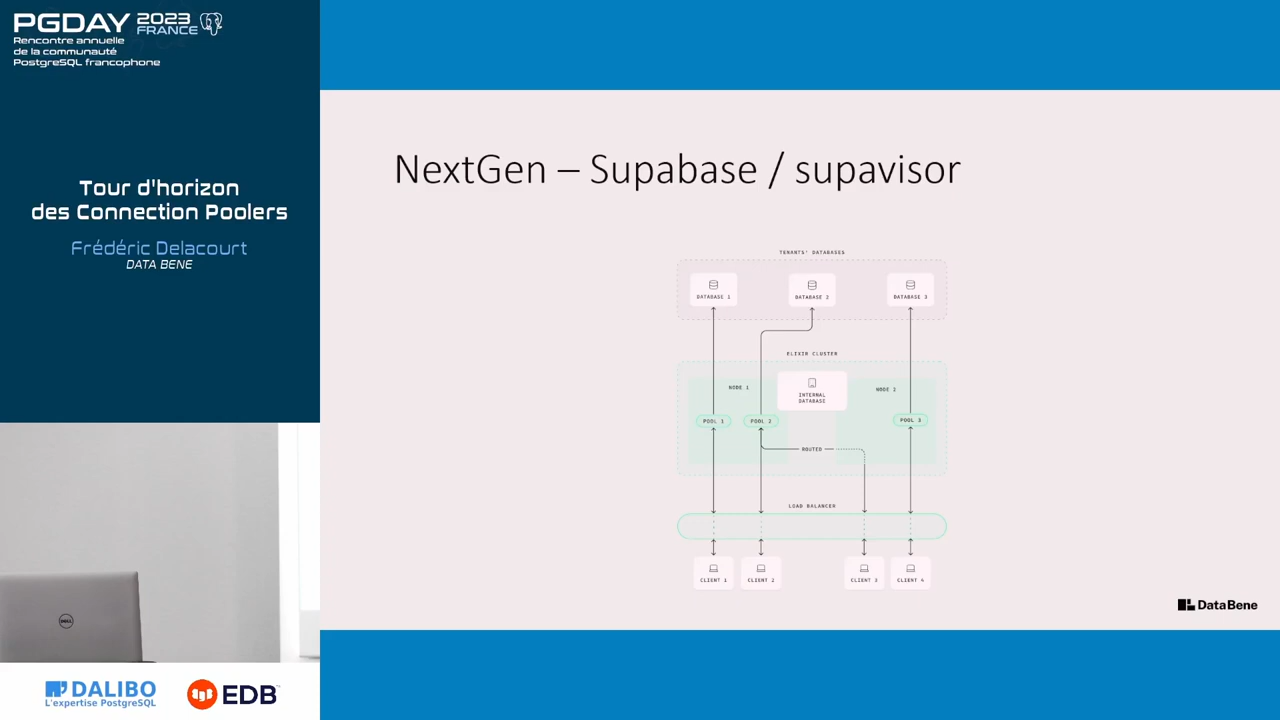 PGDAY 2023 FRANCE
Rencontre annuelle
de la communauté
PostgreSQL francophone
Tour d'horizon
des Connection Poolers
Frédéric Delacourt
DATA BENE
DELL
DALIBO
L'expertise PostgreSQL
EDB
NextGen – Supabase / supavisor
TENANTS' DATABASES
DATABASE 1
DATABASE 2
DATABASE 3
ELIXIR CLUSTER
NODE 1
INTERNAL
DATABASE
NODE 2
POOL 1
POOL 2
POOL 3
ROUTED
LOAD BALANCER
CLIENT 1
CLIENT 2
CLIENT 3
CLIENT 4
DataBene